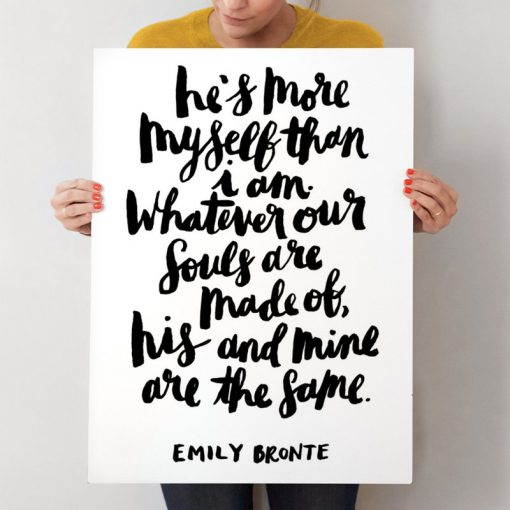 he's more
myself than
i am.
Whatever our
souls are
made of,
his and mine
are the same.
EMILY BRONTE